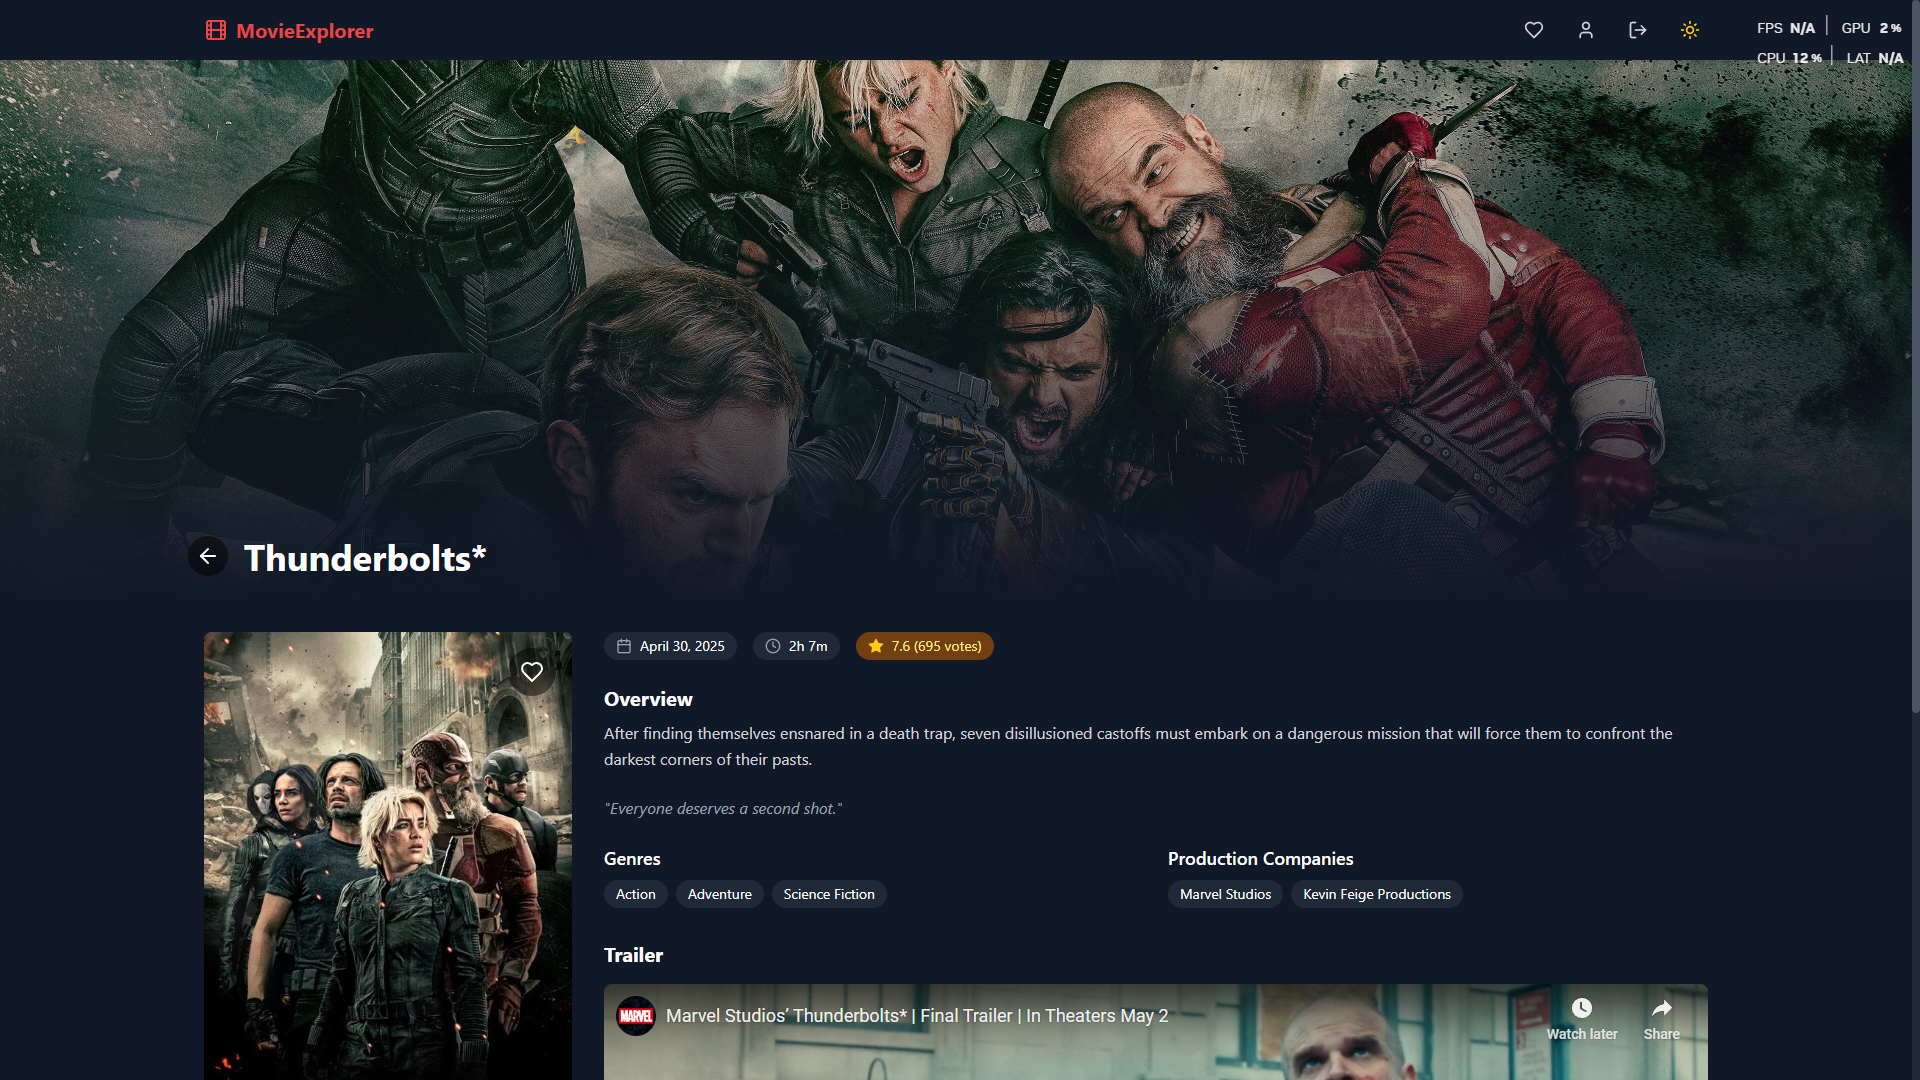 MovieExplorer
FPS N/A | GPU 2 %
CPU 12 % | LAT N/A
Thunderbolts*
April 30, 2025 2h 7m 7.6 (695 votes)
Overview
After finding themselves ensnared in a death trap, seven disillusioned castoffs must embark on a dangerous mission that will force them to confront the
darkest corners of their pasts.
"Everyone deserves a second shot."
Genres
Action Adventure Science Fiction
Production Companies
Marvel Studios Kevin Feige Productions
Trailer
MARVEL
Marvel Studios' Thunderbolts* | Final Trailer | In Theaters May 2
Watch later Share